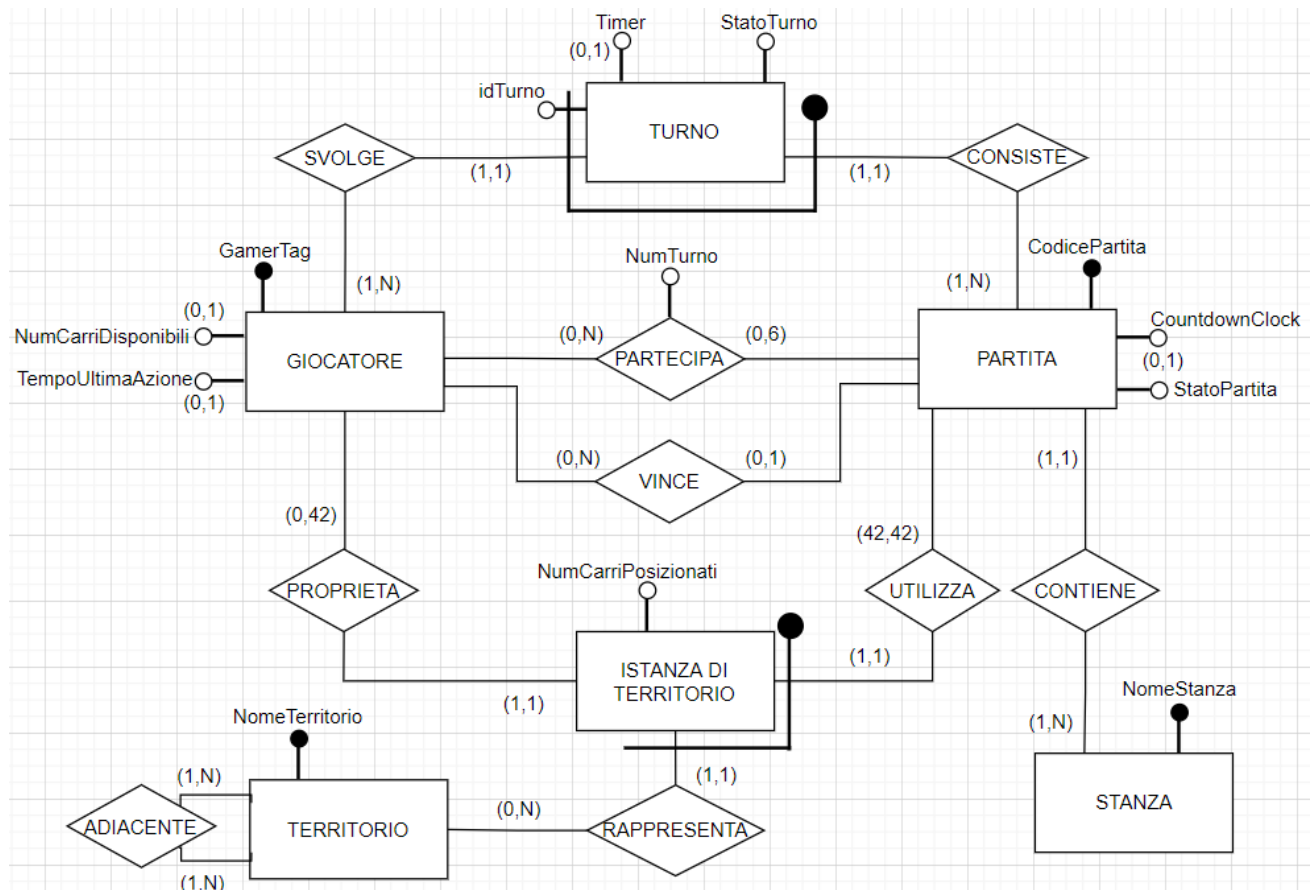 Timer
StatoTurno
(0,1)
idTurno
TURNO
SVOLGE
CONSISTE
(1,1)
(1,1)
GamerTag
NumTurno
CodicePartita
(1,N)
(1,N)
(0,1)
NumCarriDisponibili
GIOCATORE
(0,N)
PARTECIPA
(0,6)
PARTITA
CountdownClock
(0,1)
TempoUltimaAzione
(0,1)
StatoPartita
(0,N)
VINCE
(0,1)
(1,1)
(0,42)
(42,42)
PROPRIETA
NumCarriPosizionati
UTILIZZA
CONTIENE
ISTANZA DI
TERRITORIO
(1,1)
(1,1)
NomeTerritorio
NomeStanza
(1,N)
(1,N)
(1,1)
ADIACENTE
TERRITORIO
(0,N)
RAPPRESENTA
STANZA
(1,N)